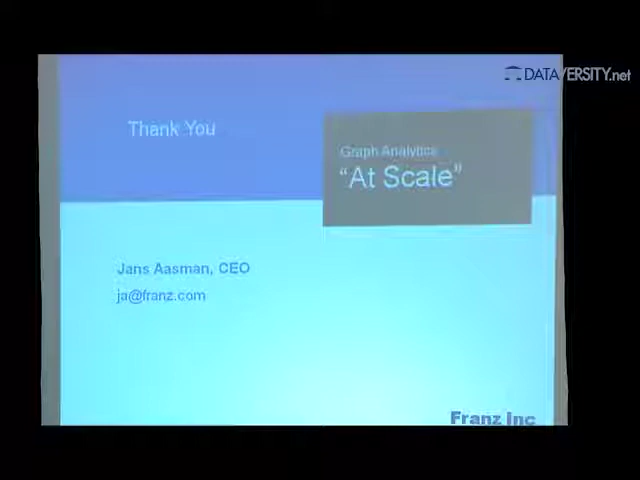 DATAVERSITY.net
Thank You
Graph Analytics
“At Scale”
Jans Aasman, CEO
ja@franz.com
Franz Inc